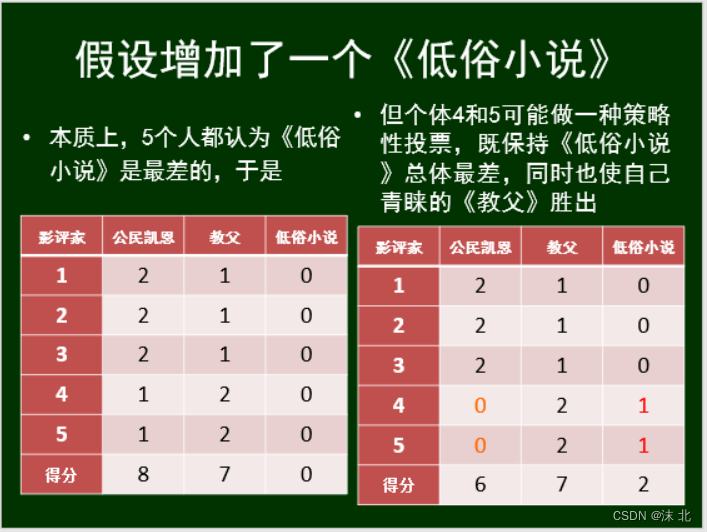 假设增加了一个《低俗小说》
• 本质上，5个人都认为《低俗
小说》是最差的，于是
影评家 公民凯恩 教父 低俗小说
1 2 1 0
2 2 1 0
3 2 1 0
4 1 2 0
5 1 2 0
得分 8 7 0
• 但个体4和5可能做一种策略
性投票，既保持《低俗小说
》总体最差，同时也使自己
青睐的《教父》胜出
影评家 公民凯恩 教父 低俗小说
1 2 1 0
2 2 1 0
3 2 1 0
4 0 2 1
5 0 2 1
得分 6 7 2
CSDN @沫 北